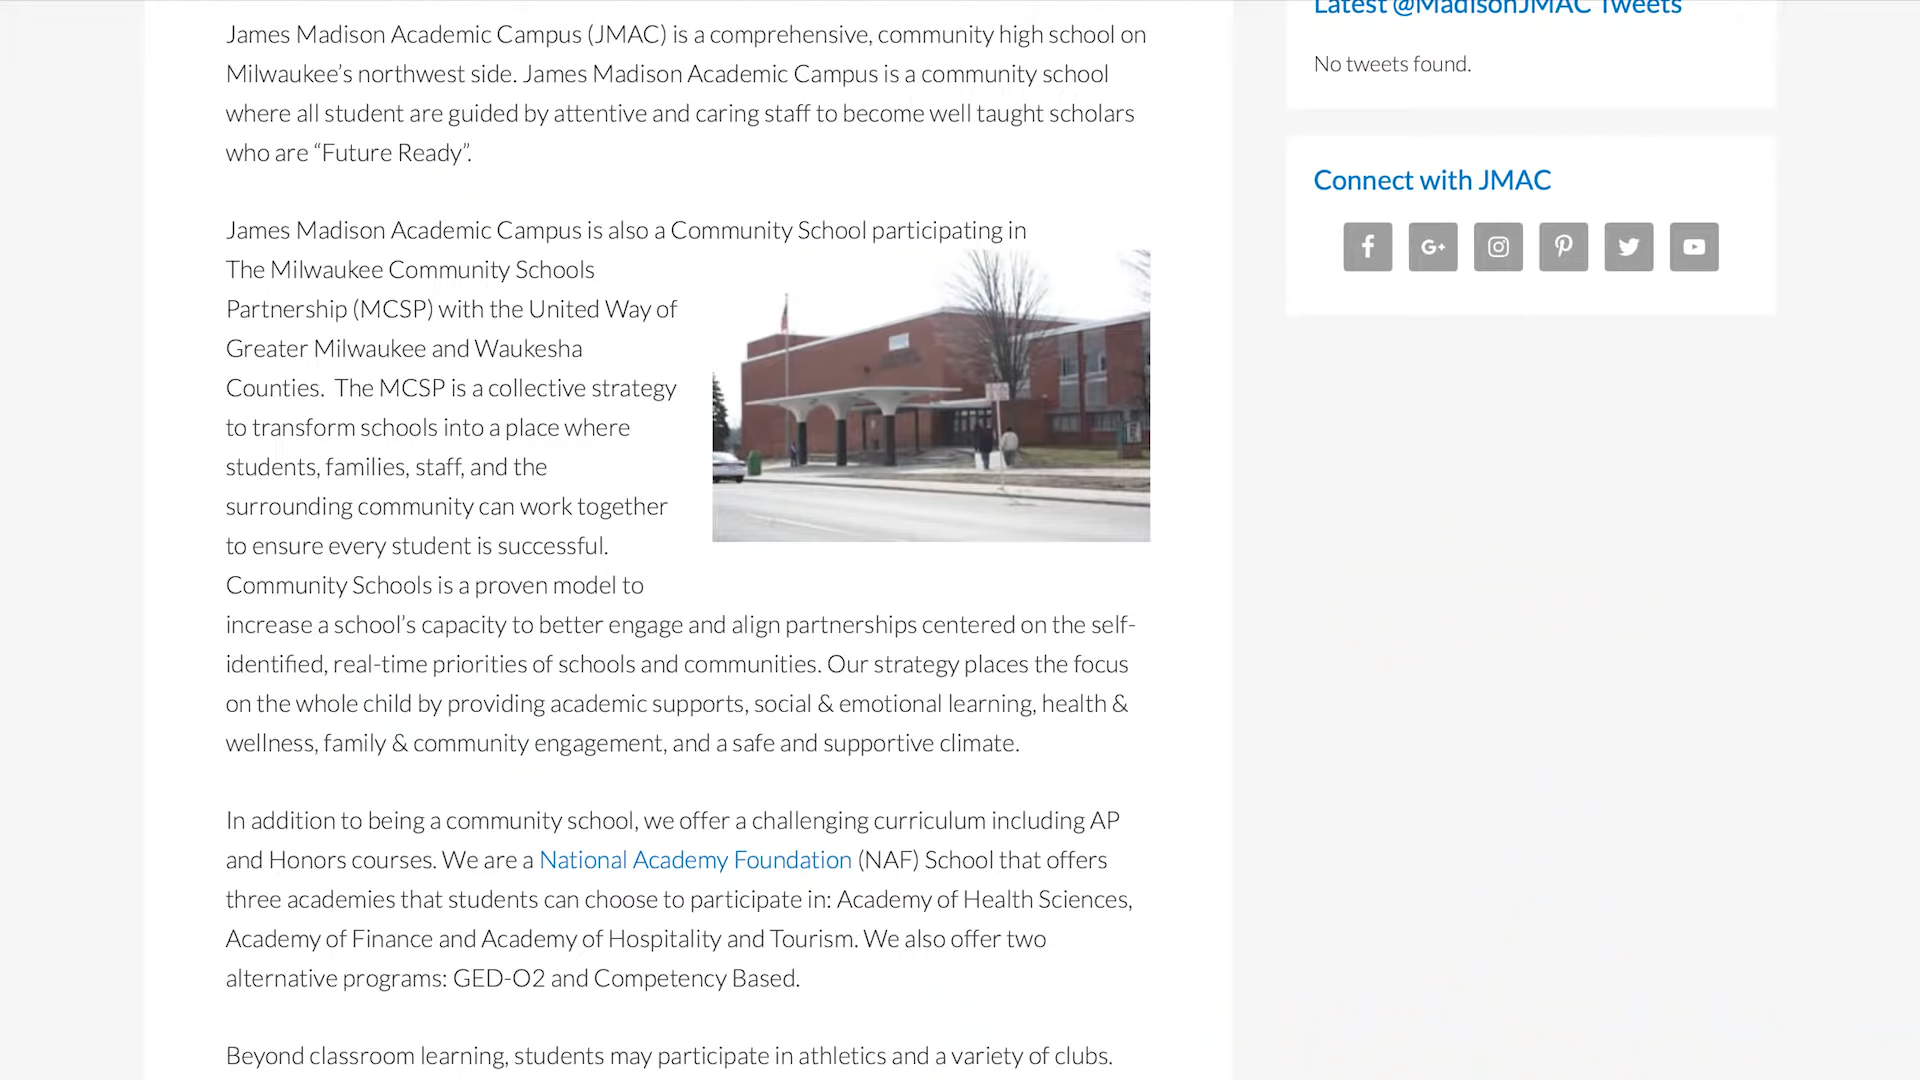 James Madison Academic Campus (JMAC) is a comprehensive, community high school on
Milwaukee’s northwest side. James Madison Academic Campus is a community school
where all student are guided by attentive and caring staff to become well taught scholars
who are “Future Ready”.
James Madison Academic Campus is also a Community School participating in
The Milwaukee Community Schools
Partnership (MCSP) with the United Way of
Greater Milwaukee and Waukesha
Counties.  The MCSP is a collective strategy
to transform schools into a place where
students, families, staff, and the
surrounding community can work together
to ensure every student is successful.
Community Schools is a proven model to
increase a school’s capacity to better engage and align partnerships centered on the self-
identified, real-time priorities of schools and communities. Our strategy places the focus
on the whole child by providing academic supports, social & emotional learning, health &
wellness, family & community engagement, and a safe and supportive climate.
In addition to being a community school, we offer a challenging curriculum including AP
and Honors courses. We are a National Academy Foundation (NAF) School that offers
three academies that students can choose to participate in: Academy of Health Sciences,
Academy of Finance and Academy of Hospitality and Tourism. We also offer two
alternative programs: GED-O2 and Competency Based.
Beyond classroom learning, students may participate in athletics and a variety of clubs.
Latest @MadisonJMAC Tweets
No tweets found.
Connect with JMAC
G+